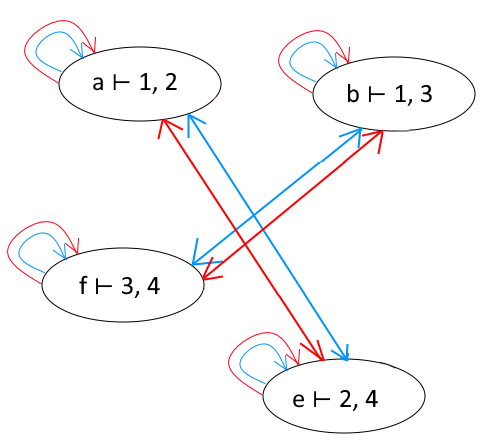 a ⊢ 1, 2
b ⊢ 1, 3
f ⊢ 3, 4
e ⊢ 2, 4